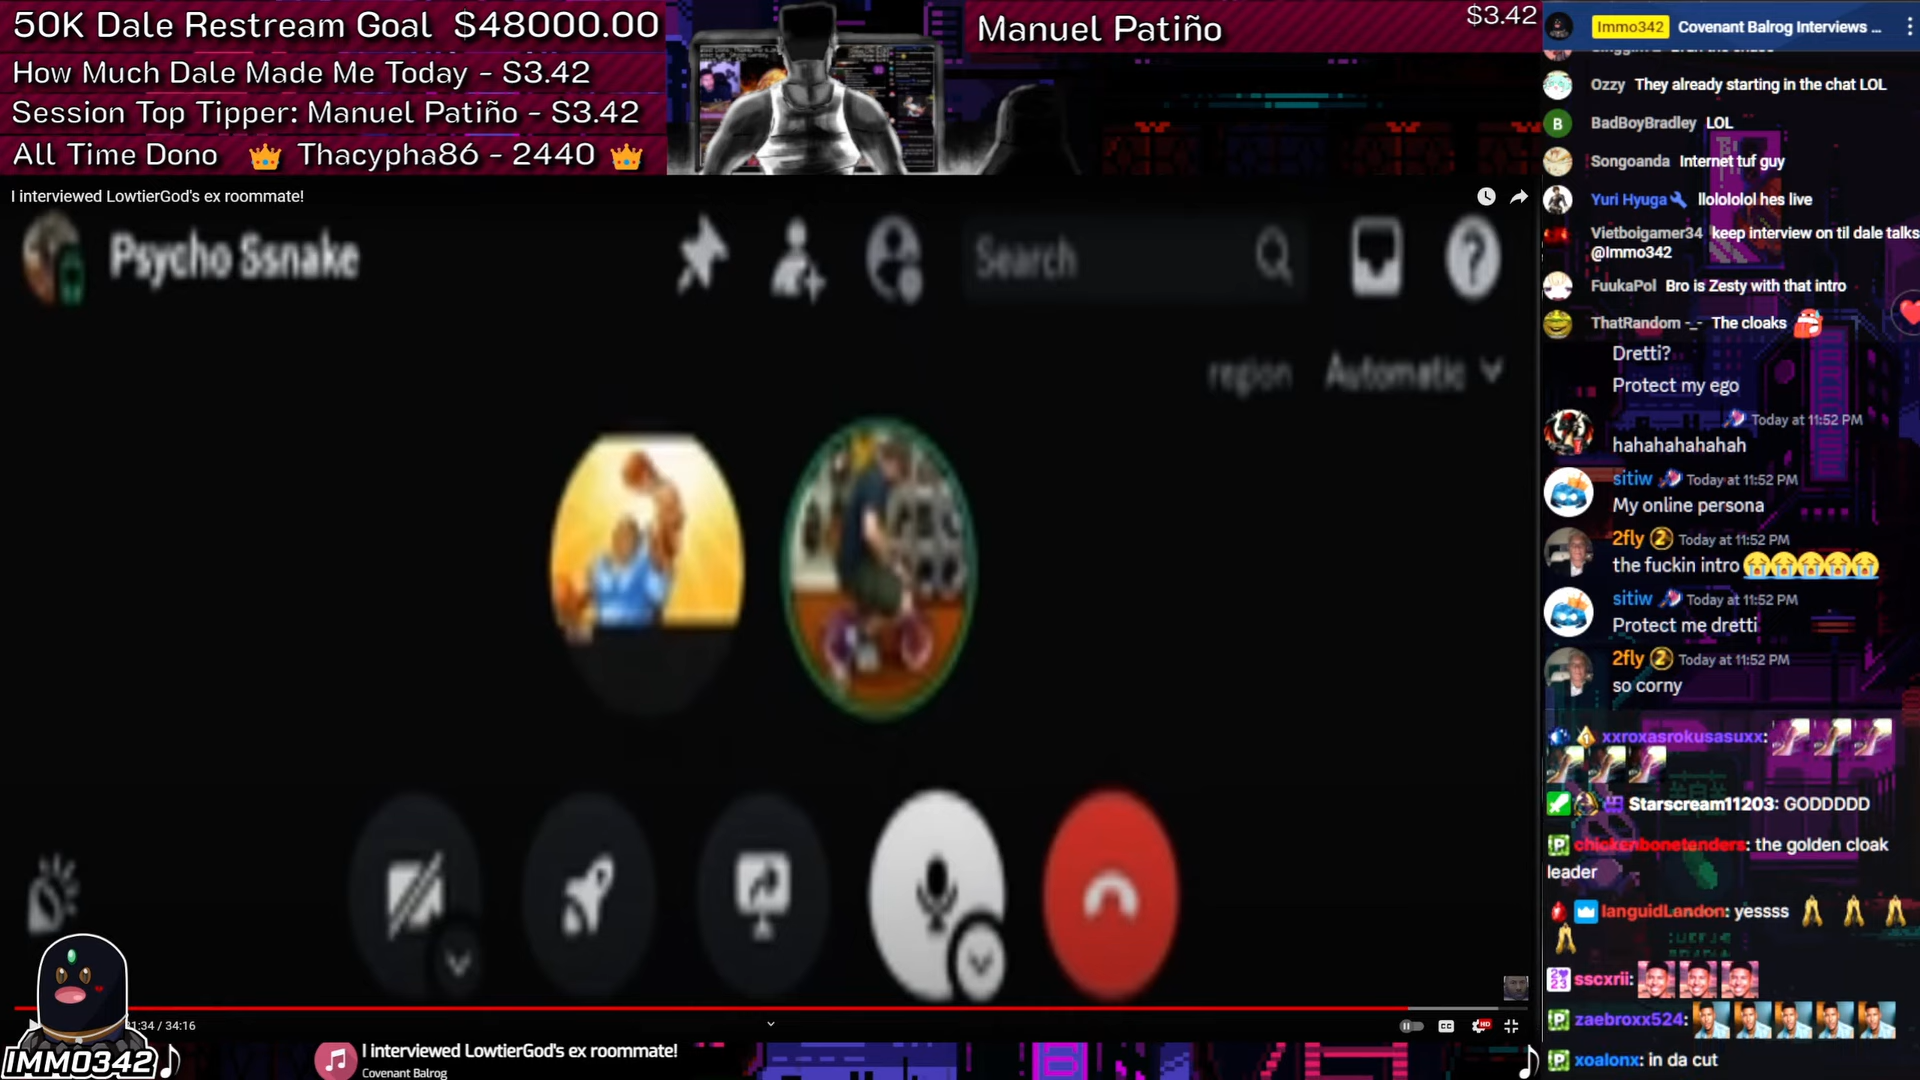 50K Dale Restream Goal $48000.00
How Much Dale Made Me Today - S3.42
Session Top Tipper: Manuel Patiño - S3.42
All Time Dono 👑 Thacypha86 - 2440 👑
Manuel Patiño
$3.42
I interviewed LowtierGod's ex roommate!
Psycho Ssnake
Search
region Automatic
31:34 / 34:16
CC
HD
IMMO342
I interviewed LowtierGod's ex roommate!
Covenant Balrog
Immo342 Covenant Balrog Interviews ...
Ozzy They already starting in the chat LOL
B BadBoyBradley LOL
Songoanda Internet tuf guy
Yuri Hyuga llolololol hes live
Vietboigamer34 keep interview on til dale talks
@Immo342
FuukaPol Bro is Zesty with that intro
ThatRandom -_- The cloaks
Dretti?
Protect my ego
Today at 11:52 PM
hahahahahahah
sitiw Today at 11:52 PM
My online persona
2fly 2 Today at 11:52 PM
the fuckin intro 😭😭😭😭😭
sitiw Today at 11:52 PM
Protect me dretti
2fly 2 Today at 11:52 PM
so corny
xxroxasrokusasuxx:
Starscream11203: GODDDDD
chickenbonetenders: the golden cloak
leader
languidLandon: yessss
sscxrii:
zaebroxx524:
xoalonx: in da cut